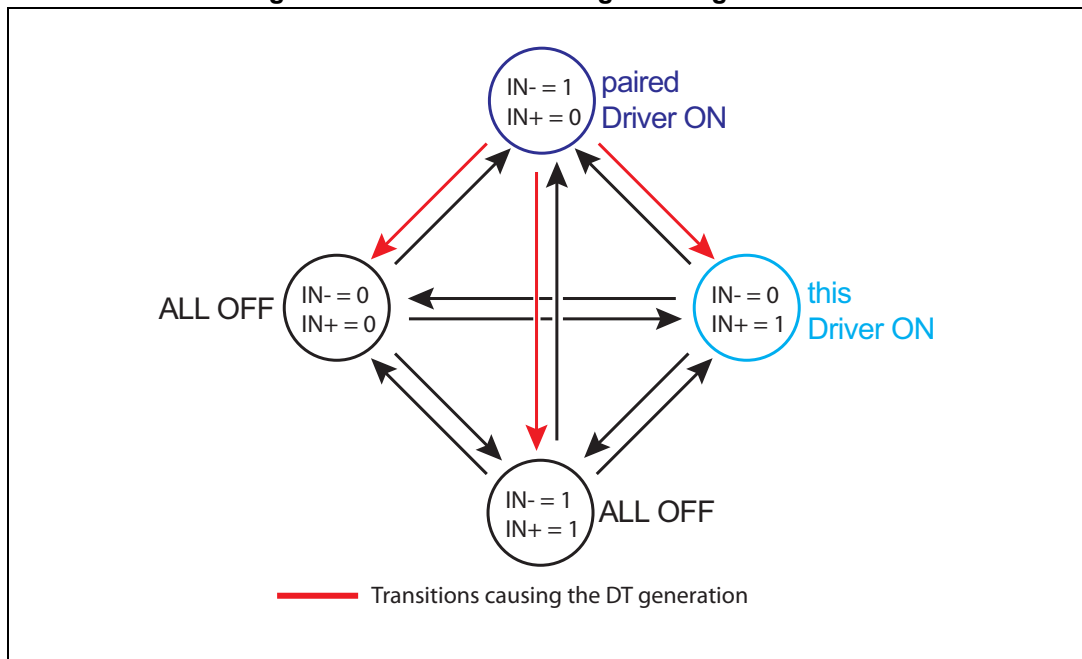 IN- = 1
IN+ = 0
paired
Driver ON
ALL OFF
IN- = 0
IN+ = 0
IN- = 0
IN+ = 1
this
Driver ON
IN- = 1
IN+ = 1
ALL OFF
Transitions causing the DT generation